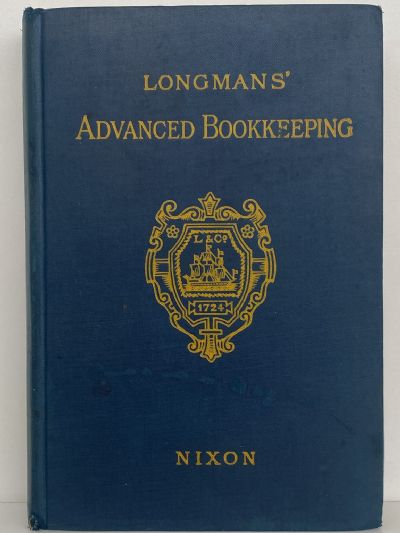 LONGMANS'
ADVANCED BOOKKEEPING
L & Co
1724
NIXON